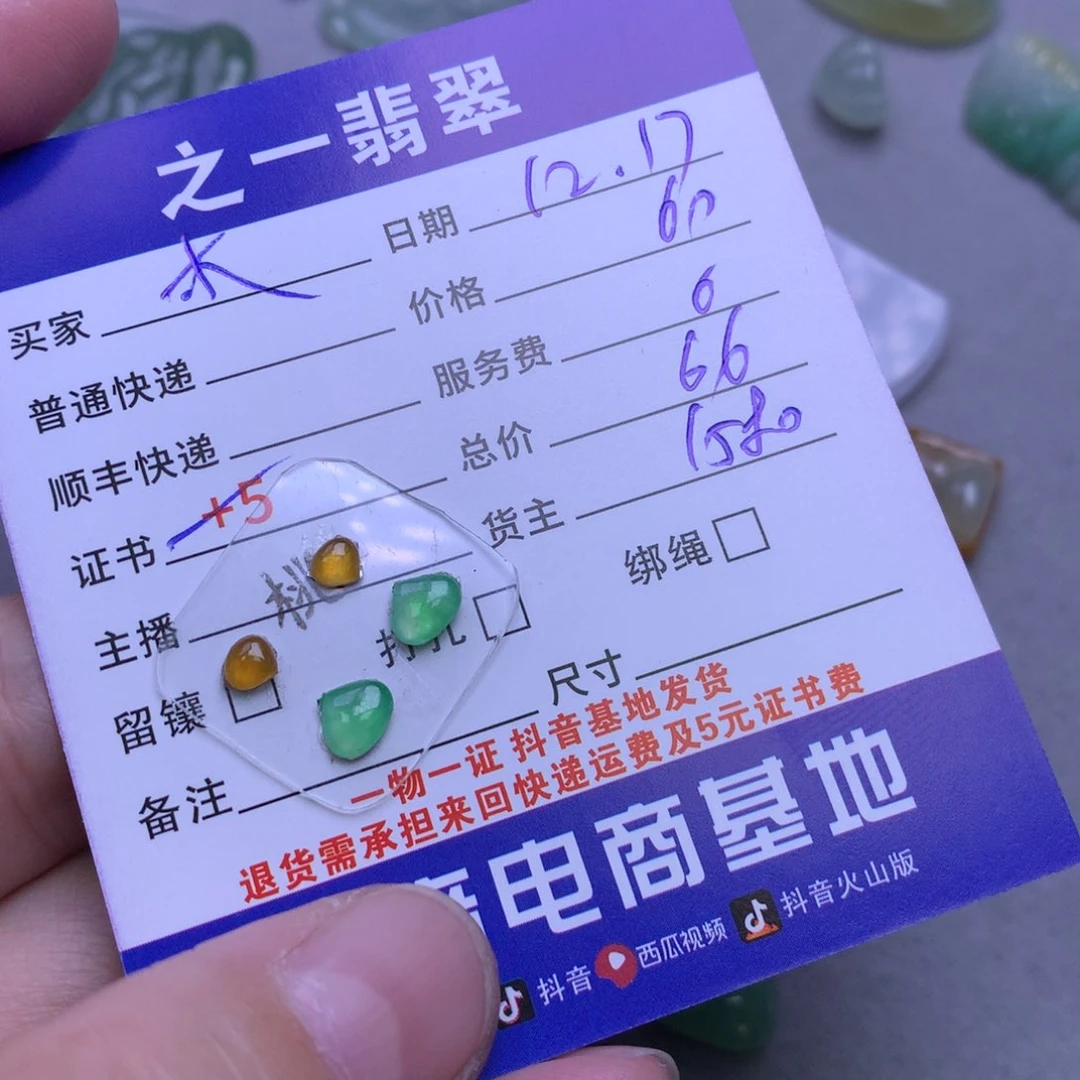 之一翡翠
买家 水 日期 12.17
普通快递 价格 60
顺丰快递 服务费 6
证书 +5 总价 66
主播 桃 货主
留镶 打孔 绑绳
备注 尺寸
一物一证 抖音基地发货
退货需承担来回快递运费及5元证书费
电商基地
抖音 西瓜视频 抖音火山版